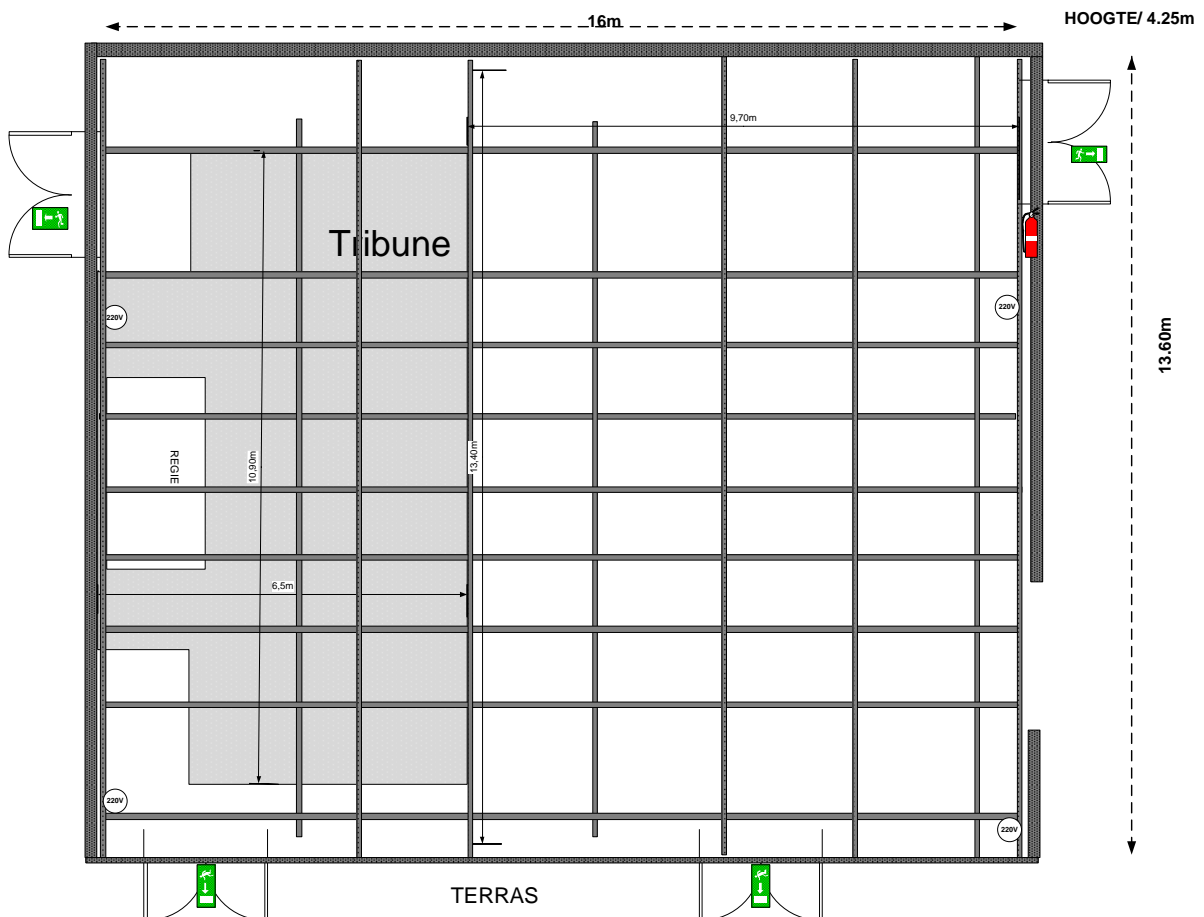 16m
HOOGTE/ 4.25m
9,70m
Tribune
220V
220V
13.60m
REGIE
10,90m
13,40m
6,5m
220V
220V
TERRAS